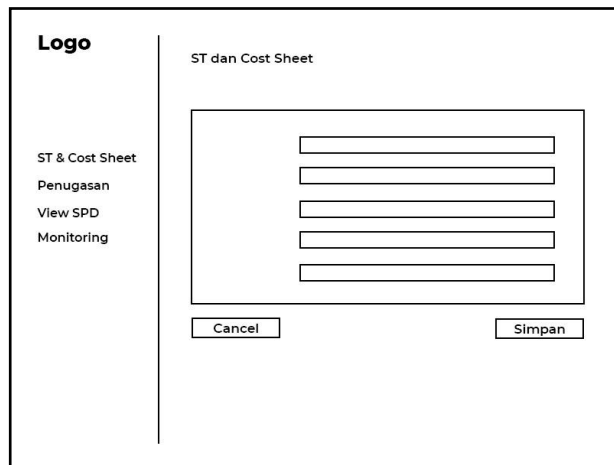 Logo
ST dan Cost Sheet
ST & Cost Sheet
Penugasan
View SPD
Monitoring
Cancel
Simpan